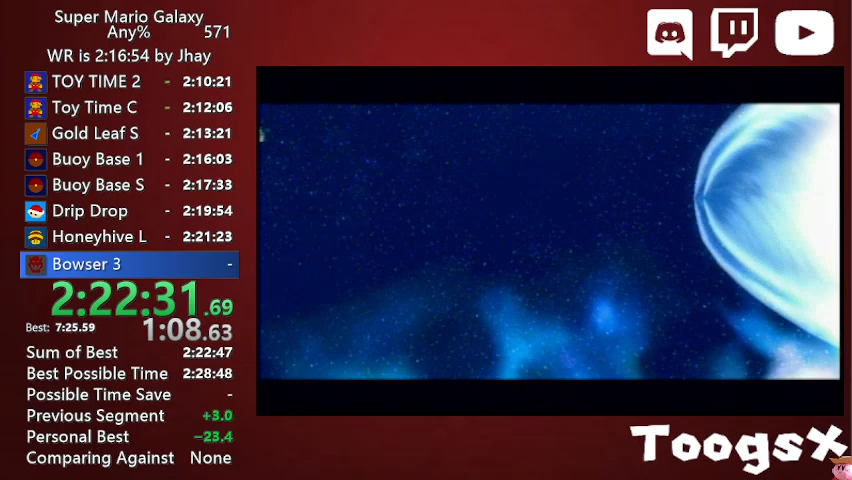 Super Mario Galaxy
Any% 571
WR is 2:16:54 by Jhay
TOY TIME 2 - 2:10:21
Toy Time C - 2:12:06
Gold Leaf S - 2:13:21
Buoy Base 1 - 2:16:03
Buoy Base S - 2:17:33
Drip Drop - 2:19:54
Honeyhive L - 2:21:23
Bowser 3 -
2:22:31.69
Best: 7:25.59 1:08.63
Sum of Best 2:22:47
Best Possible Time 2:28:48
Possible Time Save -
Previous Segment +3.0
Personal Best −23.4
Comparing Against None
ToogsX